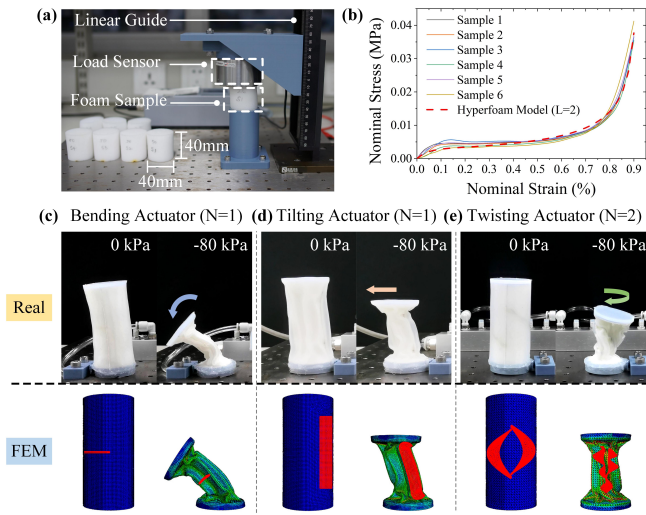 (a)
Linear Guide
Load Sensor
Foam Sample
40mm
40mm
(b)
Nominal Stress (MPa)
0.04
0.03
0.02
0.01
0.00
Sample 1
Sample 2
Sample 3
Sample 4
Sample 5
Sample 6
Hyperfoam Model (L=2)
0.0 0.1 0.2 0.3 0.4 0.5 0.6 0.7 0.8 0.9
Nominal Strain (%)
(c) Bending Actuator (N=1)
(d) Tilting Actuator (N=1)
(e) Twisting Actuator (N=2)
Real
0 kPa
-80 kPa
0 kPa
-80 kPa
0 kPa
-80 kPa
FEM